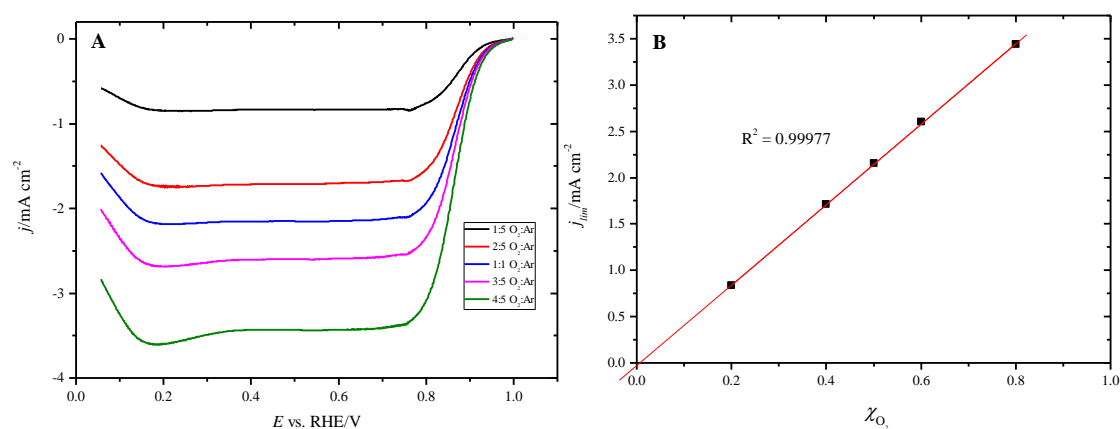 A
0
-1
-2
-3
-4
0.0 0.2 0.4 0.6 0.8 1.0
j/mA cm⁻²
E vs. RHE/V
1:5 O₂:Ar
2:5 O₂:Ar
1:1 O₂:Ar
3:5 O₂:Ar
4:5 O₂:Ar
B
3.5
3.0
2.5
2.0
1.5
1.0
0.5
0.0
0.0 0.2 0.4 0.6 0.8 1.0
j_lim/mA cm⁻²
R² = 0.99977
χ_O₂